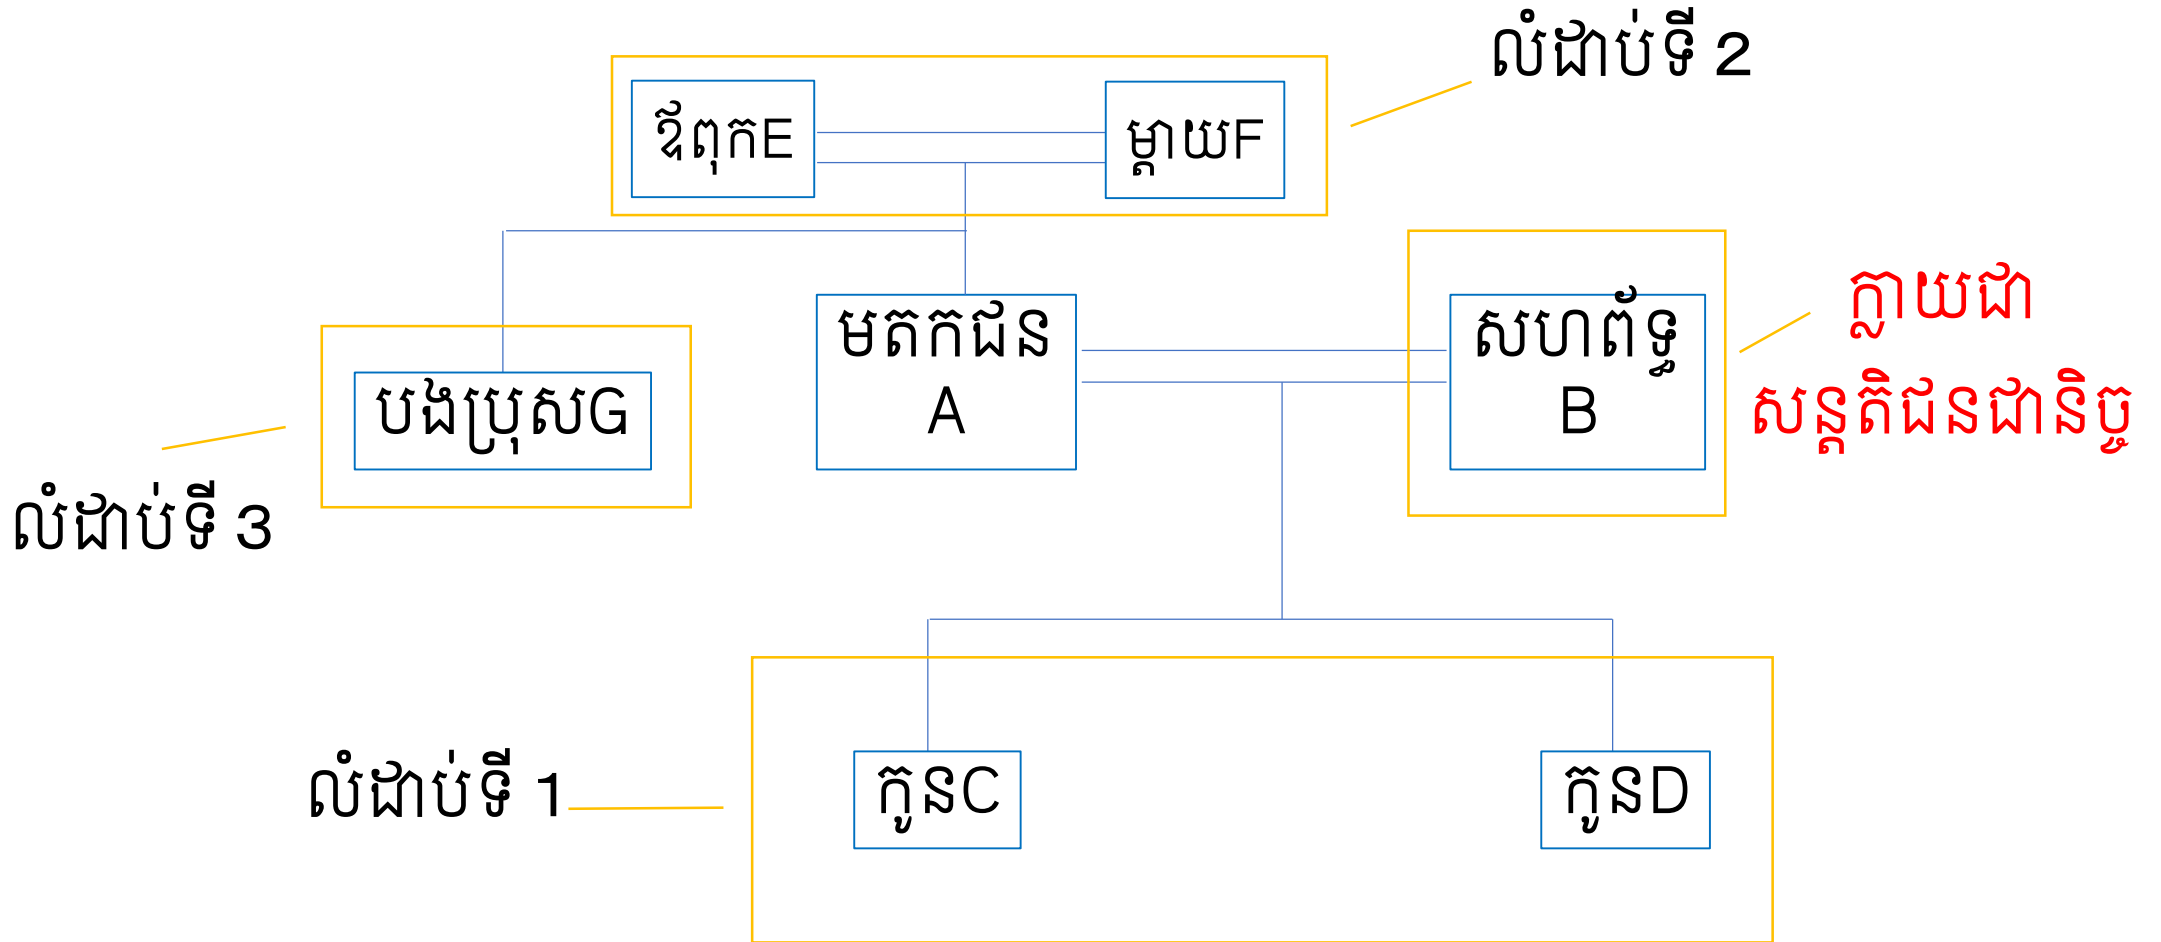 លំដាប់ទី 2
ឪពុកE
ម្តាយF
ក្លាយជា
សន្តតិជនជានិច្ច
មតកជន
A
សហព័ទ្ធ
B
បងប្រុសG
លំដាប់ទី 3
លំដាប់ទី 1
កូនC
កូនD